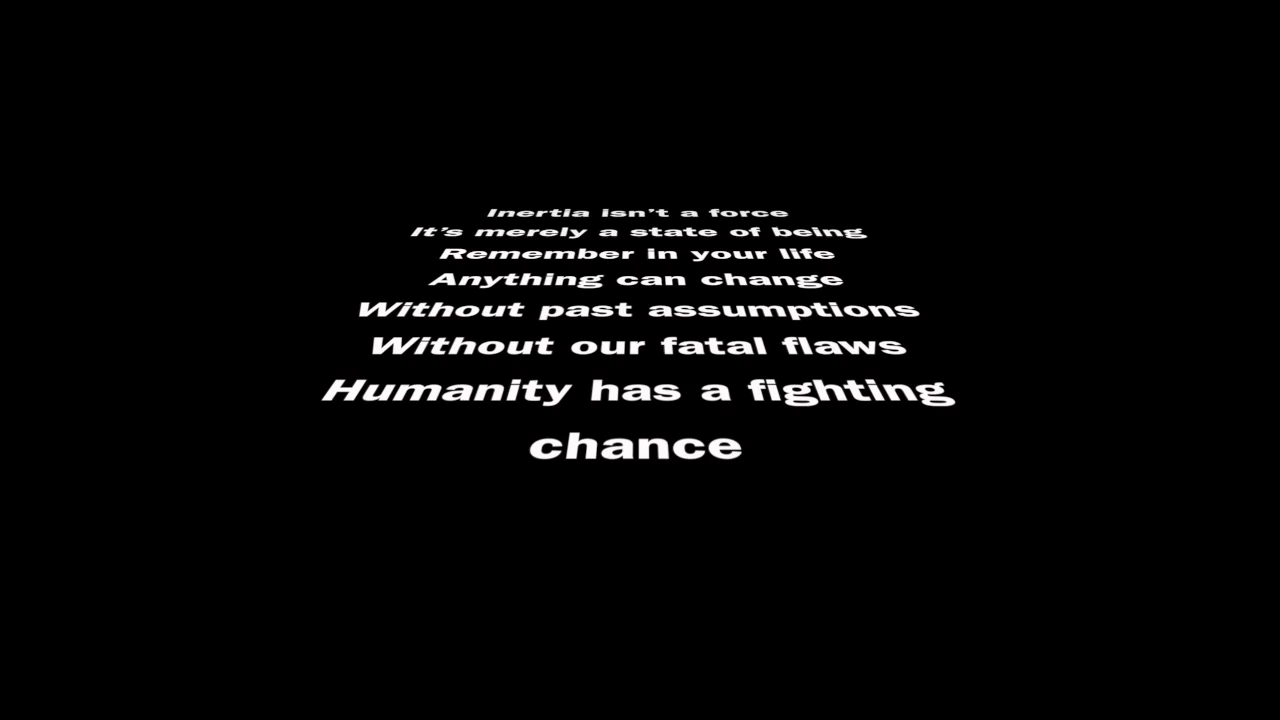 Inertia isn’t a force
It’s merely a state of being
Remember in your life
Anything can change
Without past assumptions
Without our fatal flaws
Humanity has a fighting
chance